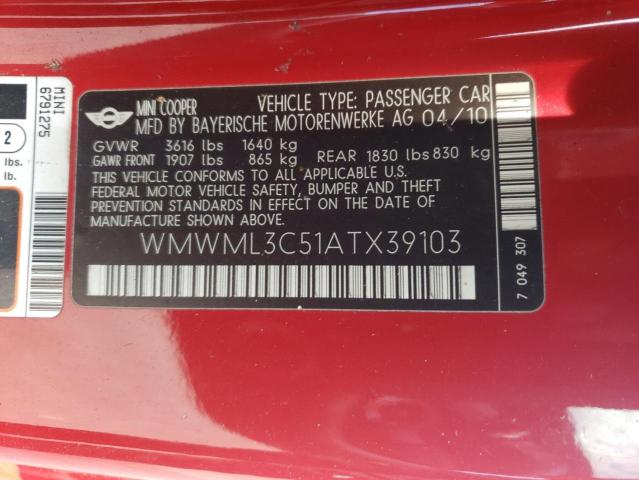 MINI
6791275
2
lbs.
lb.
MINI COOPER VEHICLE TYPE: PASSENGER CAR
MFD BY BAYERISCHE MOTORENWERKE AG 04/10
GVWR 3616 lbs 1640 kg
GAWR FRONT 1907 lbs 865 kg REAR 1830 lbs 830 kg
THIS VEHICLE CONFORMS TO ALL APPLICABLE U.S.
FEDERAL MOTOR VEHICLE SAFETY, BUMPER AND THEFT
PREVENTION STANDARDS IN EFFECT ON THE DATE OF
MANUFACTURE SHOWN ABOVE.
WMWML3C51ATX39103
7 049 307